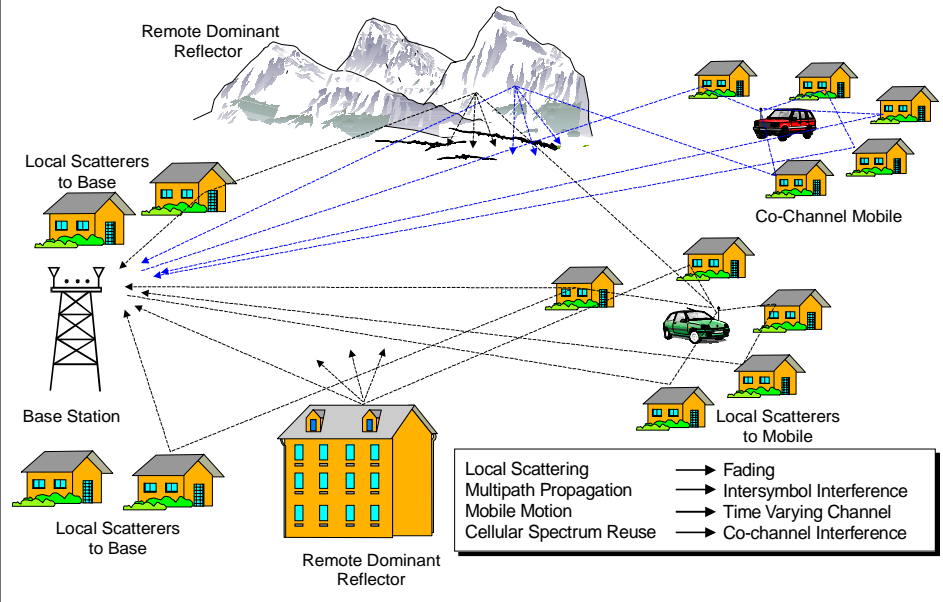 Remote Dominant
Reflector
Local Scatterers
to Base
Co-Channel Mobile
Base Station
Local Scatterers
to Mobile
Local Scatterers
to Base
Remote Dominant
Reflector
Local Scattering → Fading
Multipath Propagation → Intersymbol Interference
Mobile Motion → Time Varying Channel
Cellular Spectrum Reuse → Co-channel Interference